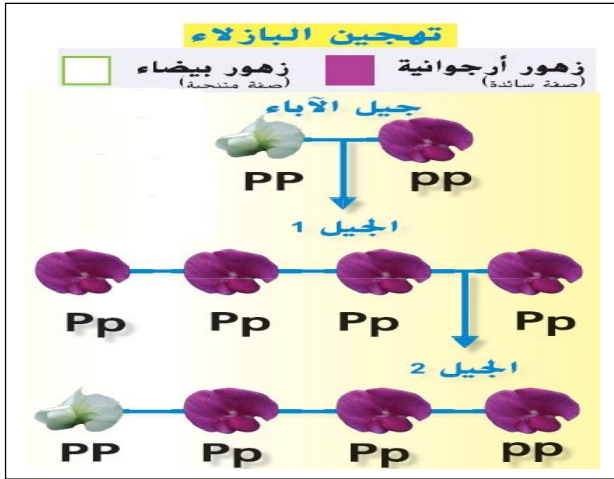 تهجين البازلاء
زهور أرجوانية
(صفة سائدة)
زهور بيضاء
(صفة متنحية)
جيل الآباء
PP pp
الجيل 1
Pp Pp Pp Pp
الجيل 2
PP Pp Pp pp